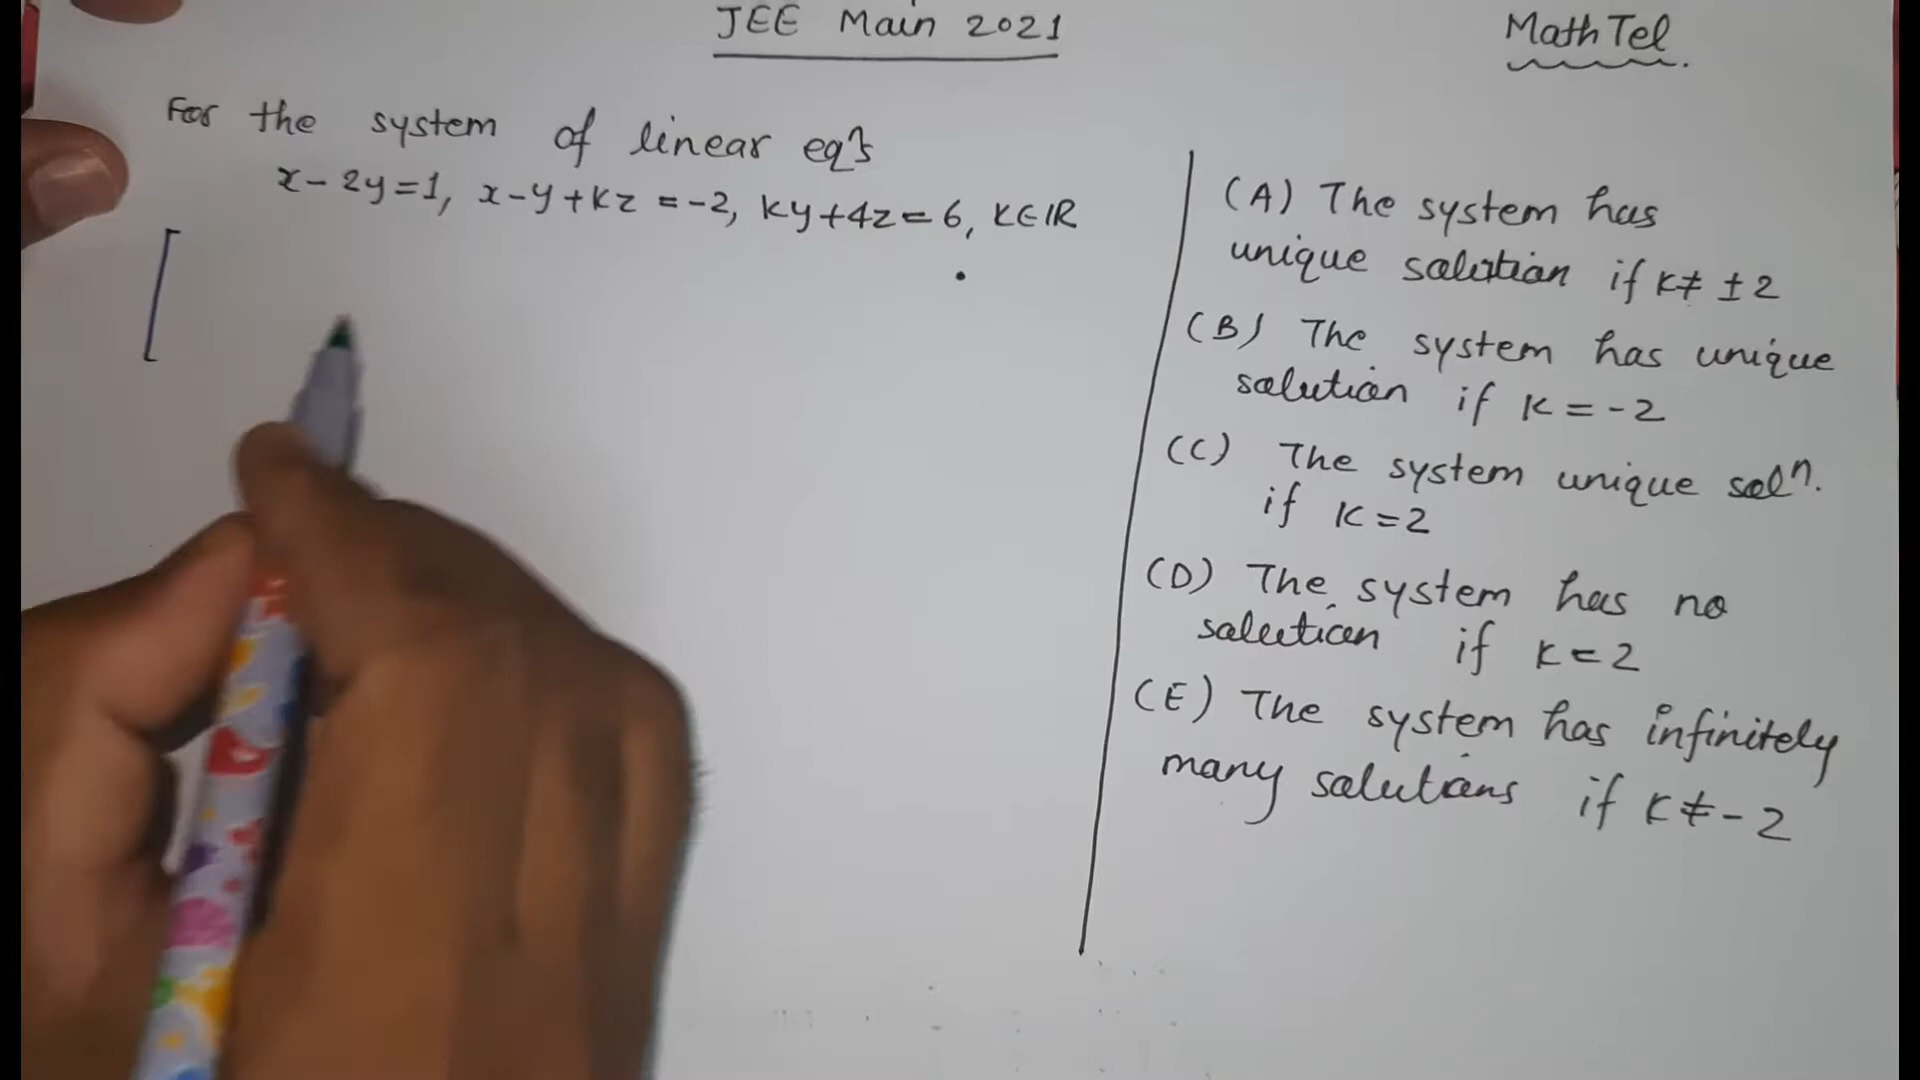 JEE Main 2021
MathTel
For the system of linear eqⁿs
x-2y=1, x-y+kz=-2, ky+4z=6, K∈IR
(A) The system has
unique solution if K≠ ±2
(B) The system has unique
solution if K=-2
(C) The system unique solⁿ.
if K=2
(D) The system has no
solution if K=2
(E) The system has infinitely
many solutions if K≠-2